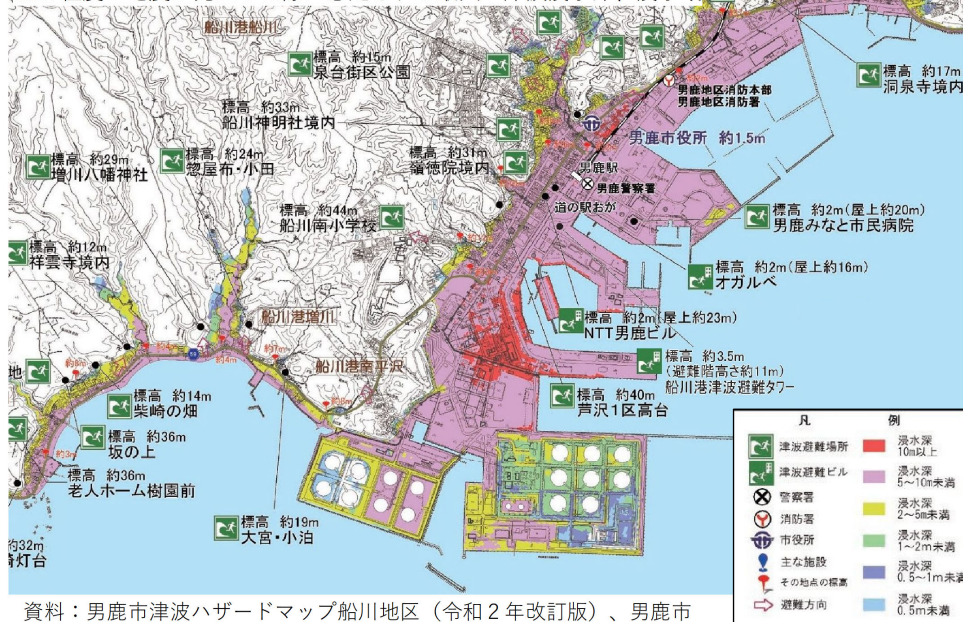 船川港船川
標高 約15m
泉台街区公園
標高 約17m
洞泉寺境内
男鹿地区消防本部
男鹿地区消防署
標高 約33m
船川神明社境内
男鹿市役所 約1.5m
標高 約29m
増川八幡神社
標高 約24m
惣屋布・小田
標高 約31m
嶺徳院境内
男鹿駅
男鹿警察署
道の駅おが
標高 約44m
船川南小学校
標高 約2m(屋上約20m)
男鹿みなと市民病院
標高 約12m
祥雲寺境内
標高 約2m(屋上約16m)
オガルベ
船川港増川
標高 約2m(屋上約23m)
NTT男鹿ビル
船川港南平沢
標高 約3.5m
(避難階高さ約11m)
船川港津波避難タワー
地
標高 約14m
柴崎の畑
標高 約40m
芦沢1区高台
標高 約36m
坂の上
約3m
標高 約36m
老人ホーム樹園前
標高 約19m
大宮・小泊
約32m
崎灯台
凡 例
津波避難場所
津波避難ビル
警察署
消防署
市役所
主な施設
その地点の標高
避難方向
浸水深
10m以上
浸水深
5~10m未満
浸水深
2~5m未満
浸水深
1~2m未満
浸水深
0.5~1m未満
浸水深
0.5m未満
資料:男鹿市津波ハザードマップ船川地区(令和2年改訂版)、男鹿市